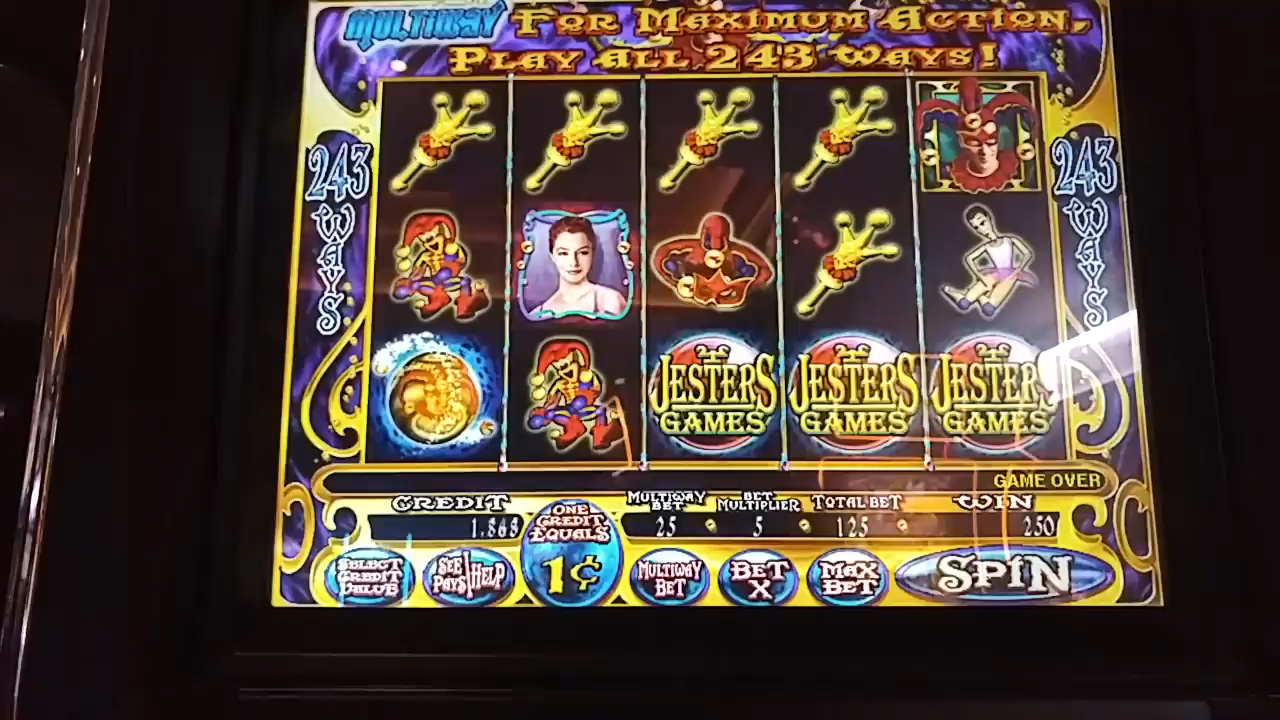 MULTIWAY FOR MAXIMUM ACTION,
PLAY ALL 243 WAYS!
243
WAYS
243
WAYS
JESTERS
GAMES
JESTERS
GAMES
JESTERS
GAMES
GAME OVER
CREDIT
ONE
CREDIT
EQUALS
1¢
MULTIWAY
BET
25
BET
MULTIPLIER
5
TOTAL BET
125
WIN
250
SELECT
CREDIT
VALUE
SEE
PAYS/HELP
MULTIWAY
BET
BET
X
MAX
BET
SPIN